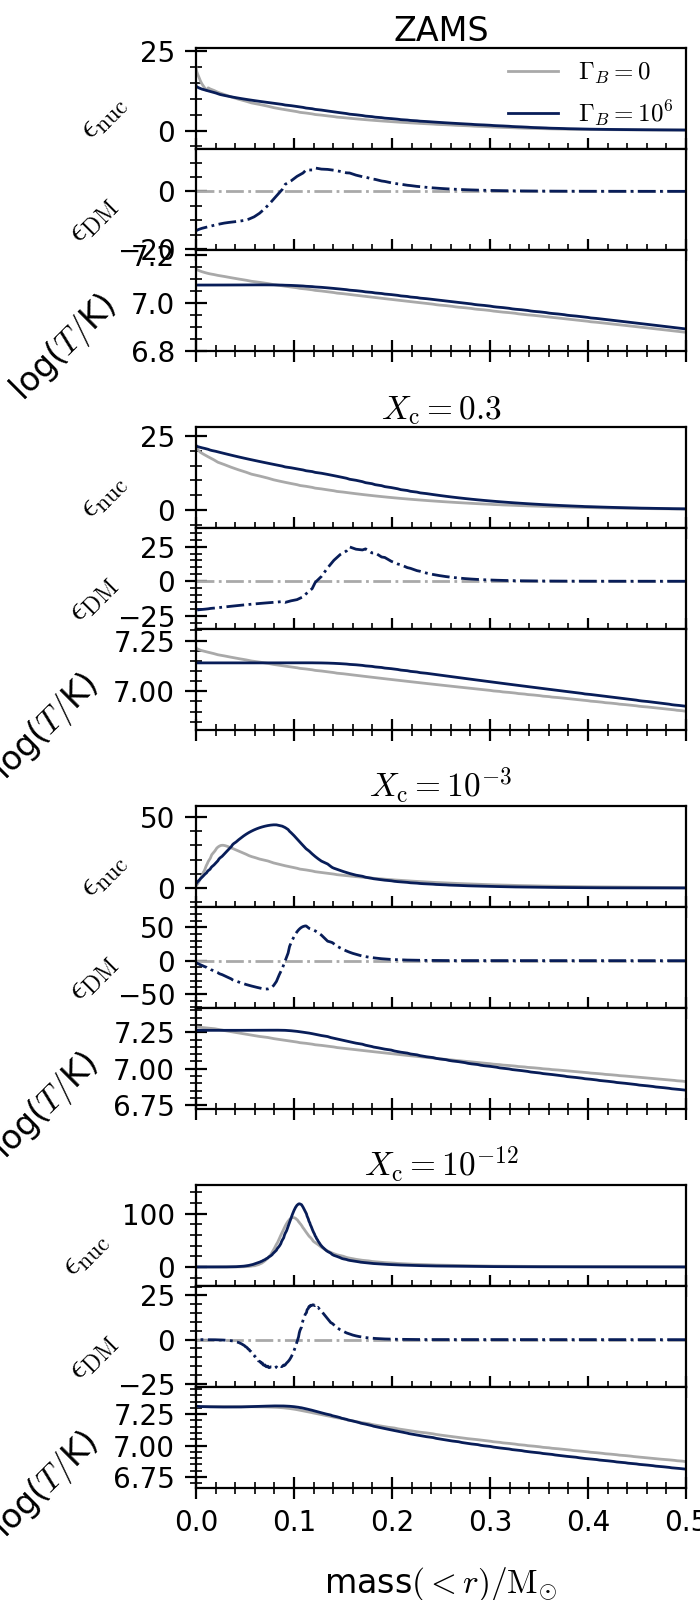 ZAMS
25
Γ_B = 0
Γ_B = 10^6
ϵ_nuc
0
0
ϵ_DM
−20
7.2
7.0
log(T/K)
6.8
X_c = 0.3
25
ϵ_nuc
0
25
0
ϵ_DM
−25
7.25
7.00
log(T/K)
X_c = 10^−3
50
ϵ_nuc
0
50
0
ϵ_DM
−50
7.25
7.00
log(T/K)
6.75
X_c = 10^−12
100
ϵ_nuc
0
25
0
ϵ_DM
−25
7.25
7.00
log(T/K)
6.75
0.0 0.1 0.2 0.3 0.4 0.5
mass(< r)/M_⊙